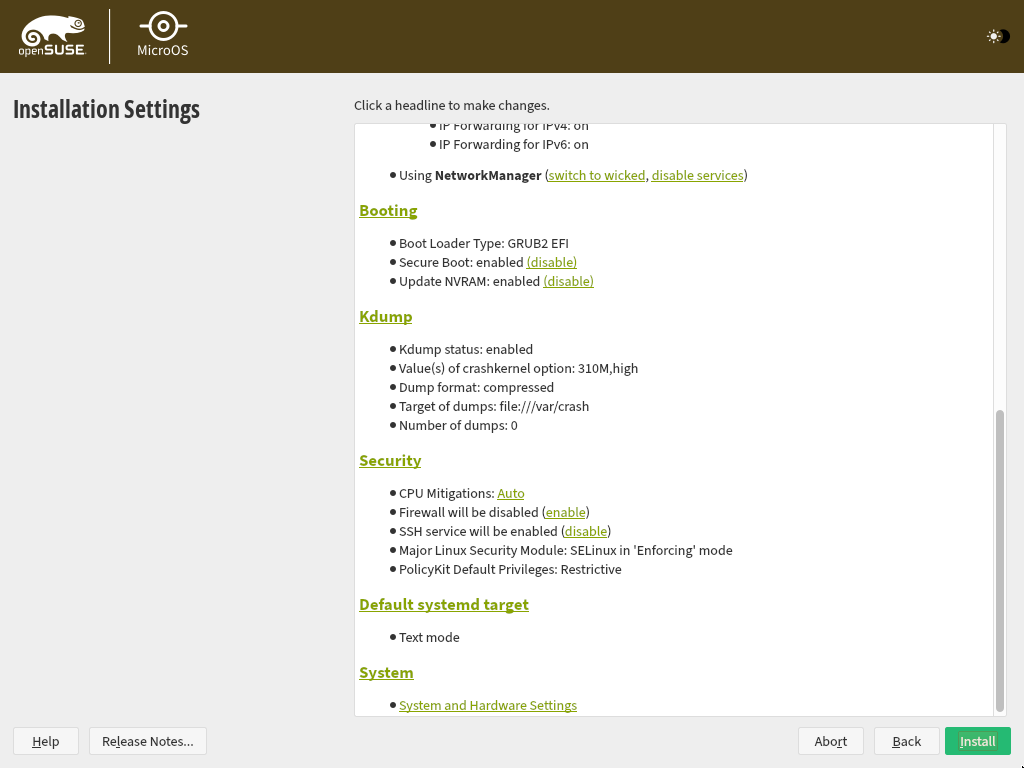 openSUSE
MicroOS
Installation Settings
Click a headline to make changes.
IP Forwarding for IPv4: on
IP Forwarding for IPv6: on
Using NetworkManager (switch to wicked, disable services)
Booting
Boot Loader Type: GRUB2 EFI
Secure Boot: enabled (disable)
Update NVRAM: enabled (disable)
Kdump
Kdump status: enabled
Value(s) of crashkernel option: 310M,high
Dump format: compressed
Target of dumps: file:///var/crash
Number of dumps: 0
Security
CPU Mitigations: Auto
Firewall will be disabled (enable)
SSH service will be enabled (disable)
Major Linux Security Module: SELinux in 'Enforcing' mode
PolicyKit Default Privileges: Restrictive
Default systemd target
Text mode
System
System and Hardware Settings
Help
Release Notes...
Abort
Back
Install